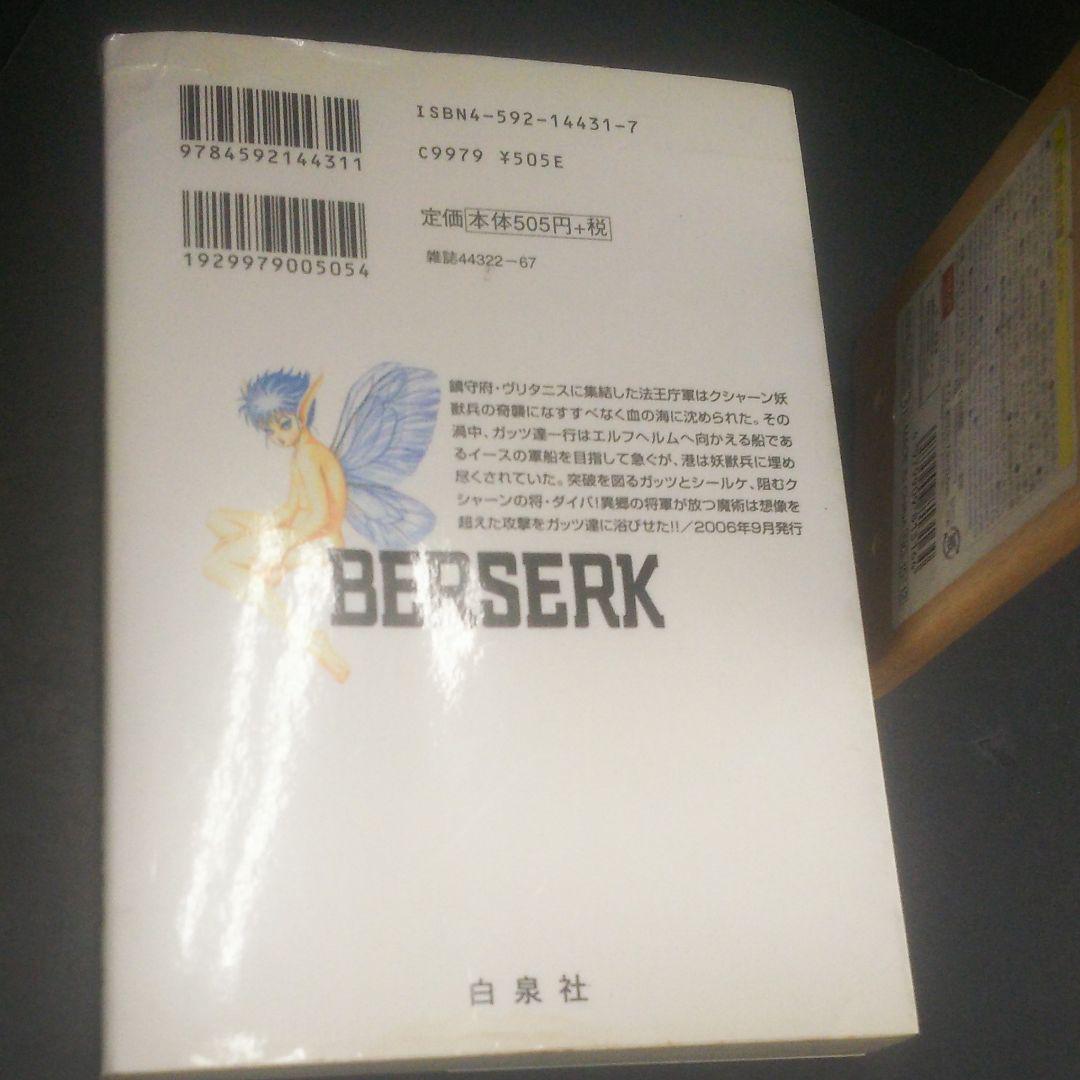 ISBN4-592-14431-7
9784592144311
C9979 ¥505E
定価本体505円+税
1929979005054
雑誌44322-67
鎮守府・ヴリタニスに集結した法王庁軍はクシャーン妖
獣兵の奇襲になすすべなく血の海に沈められた。その
渦中、ガッツ達一行はエルフヘルムへ向かえる船であ
るイースの軍船を目指して急ぐが、港は妖獣兵に埋め
尽くされていた。突破を図るガッツとシールケ、阻むク
シャーンの将・ダイバ!異郷の将軍が放つ魔術は想像を
超えた攻撃をガッツ達に浴びせた!!／2006年9月発行
BERSERK
白泉社